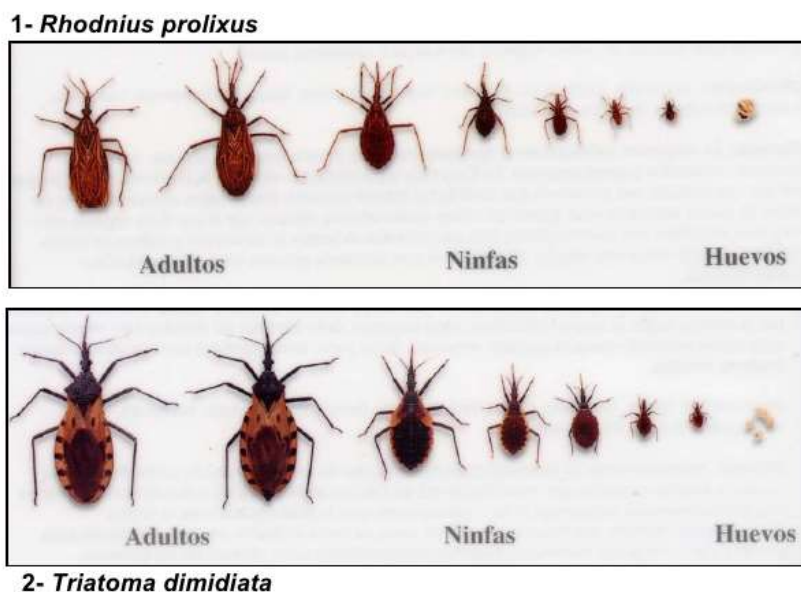 1- Rhodnius prolixus
Adultos Ninfas Huevos
Adultos Ninfas Huevos
2- Triatoma dimidiata